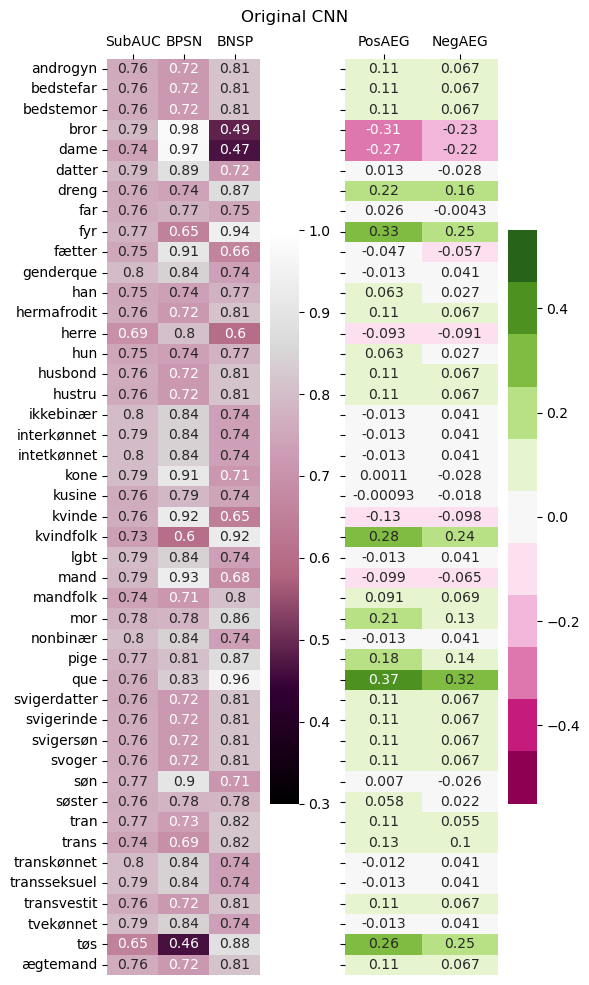 Original CNN
SubAUC BPSN BNSP PosAEG NegAEG
androgyn 0.76 0.72 0.81 0.11 0.067
bedstefar 0.76 0.72 0.81 0.11 0.067
bedstemor 0.76 0.72 0.81 0.11 0.067
bror 0.79 0.98 0.49 -0.31 -0.23
dame 0.74 0.97 0.47 -0.27 -0.22
datter 0.79 0.89 0.72 0.013 -0.028
dreng 0.76 0.74 0.87 0.22 0.16
far 0.76 0.77 0.75 0.026 -0.0043
fyr 0.77 0.65 0.94 0.33 0.25
1.0
fætter 0.75 0.91 0.66 -0.047 -0.057
genderque 0.8 0.84 0.74 -0.013 0.041
han 0.75 0.74 0.77 0.063 0.027
0.4
hermafrodit 0.76 0.72 0.81 0.11 0.067
0.9
herre 0.69 0.8 0.6 -0.093 -0.091
hun 0.75 0.74 0.77 0.063 0.027
husbond 0.76 0.72 0.81 0.11 0.067
hustru 0.76 0.72 0.81 0.11 0.067
0.8
ikkebinær 0.8 0.84 0.74 -0.013 0.041
0.2
interkønnet 0.79 0.84 0.74 -0.013 0.041
intetkønnet 0.8 0.84 0.74 -0.013 0.041
kone 0.79 0.91 0.71 0.0011 -0.028
0.7
kusine 0.76 0.79 0.74 -0.00093 -0.018
kvinde 0.76 0.92 0.65 -0.13 -0.098
0.0
kvindfolk 0.73 0.6 0.92 0.28 0.24
lgbt 0.79 0.84 0.74 -0.013 0.041
0.6
mand 0.79 0.93 0.68 -0.099 -0.065
mandfolk 0.74 0.71 0.8 0.091 0.069
mor 0.78 0.78 0.86 0.21 0.13
−0.2
nonbinær 0.8 0.84 0.74 -0.013 0.041
0.5
pige 0.77 0.81 0.87 0.18 0.14
que 0.76 0.83 0.96 0.37 0.32
svigerdatter 0.76 0.72 0.81 0.11 0.067
svigerinde 0.76 0.72 0.81 0.11 0.067
0.4
−0.4
svigersøn 0.76 0.72 0.81 0.11 0.067
svoger 0.76 0.72 0.81 0.11 0.067
søn 0.77 0.9 0.71 0.007 -0.026
søster 0.76 0.78 0.78 0.058 0.022
0.3
tran 0.77 0.73 0.82 0.11 0.055
trans 0.74 0.69 0.82 0.13 0.1
transkønnet 0.8 0.84 0.74 -0.012 0.041
transseksuel 0.79 0.84 0.74 -0.013 0.041
transvestit 0.76 0.72 0.81 0.11 0.067
tvekønnet 0.79 0.84 0.74 -0.013 0.041
tøs 0.65 0.46 0.88 0.26 0.25
ægtemand 0.76 0.72 0.81 0.11 0.067